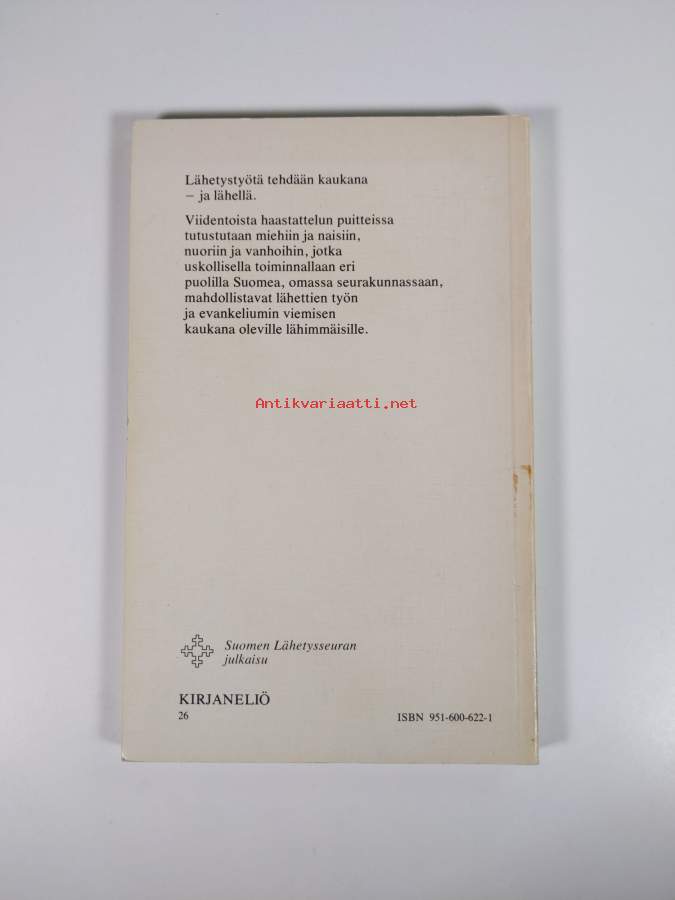 Lähetystyötä tehdään kaukana
– ja lähellä.
Viidentoista haastattelun puitteissa
tutustutaan miehiin ja naisiin,
nuoriin ja vanhoihin, jotka
uskollisella toiminnallaan eri
puolilla Suomea, omassa seurakunnassaan,
mahdollistavat lähettien työn
ja evankeliumin viemisen
kaukana oleville lähimmäisille.
Antikvariaatti.net
Suomen Lähetysseuran
julkaisu
KIRJANELIÖ
26
ISBN 951-600-622-1